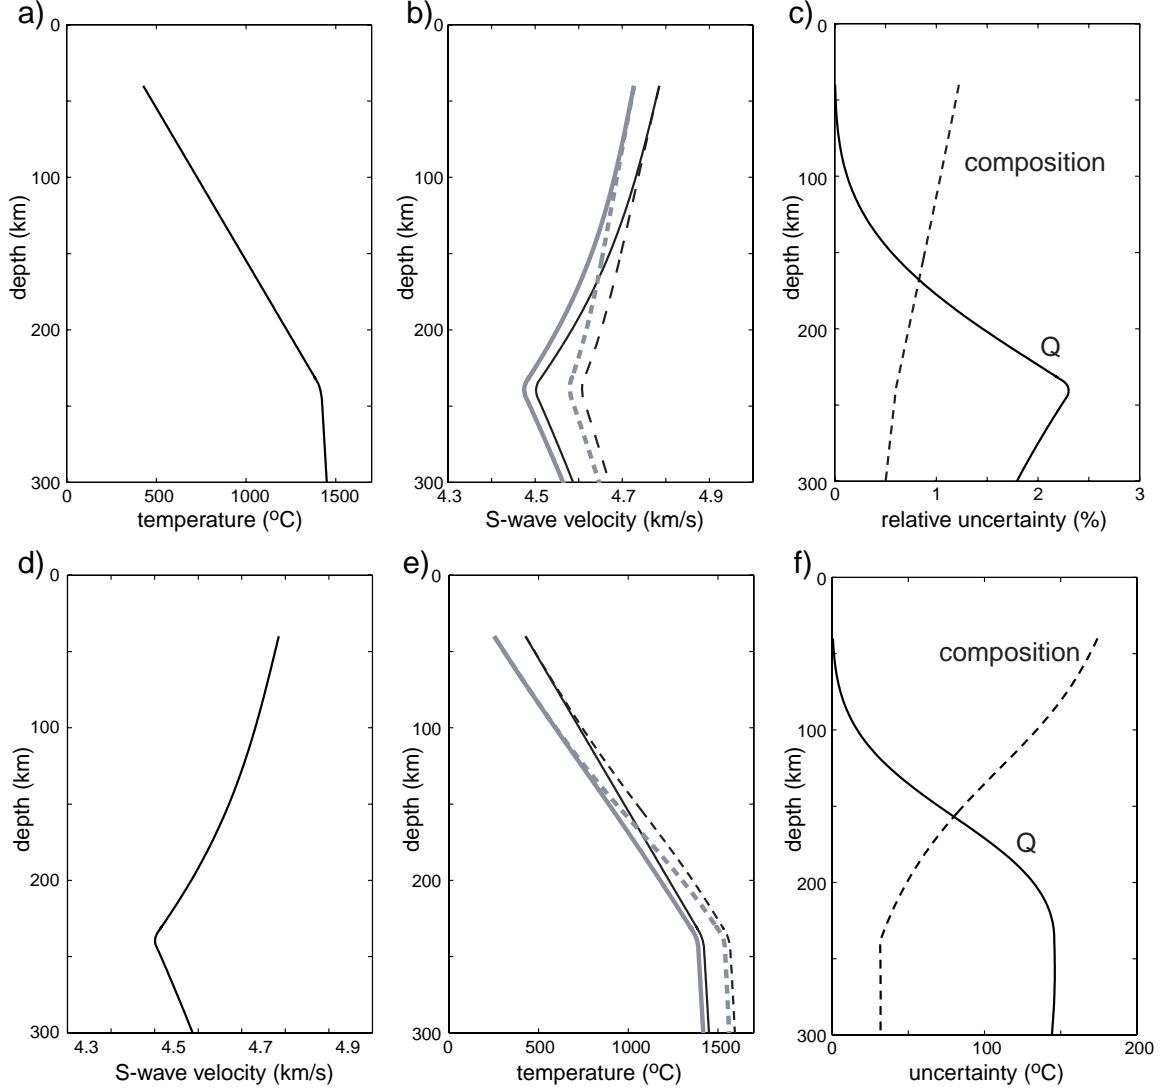 a)
0
100
200
300
depth (km)
0 500 1000 1500
temperature (oC)
b)
0
100
200
300
depth (km)
4.3 4.5 4.7 4.9
S-wave velocity (km/s)
c)
0
100
200
300
depth (km)
composition
Q
0 1 2 3
relative uncertainty (%)
d)
0
100
200
300
depth (km)
4.3 4.5 4.7 4.9
S-wave velocity (km/s)
e)
0
100
200
300
depth (km)
0 500 1000 1500
temperature (oC)
f)
0
100
200
300
depth (km)
composition
Q
0 100 200
uncertainty (oC)